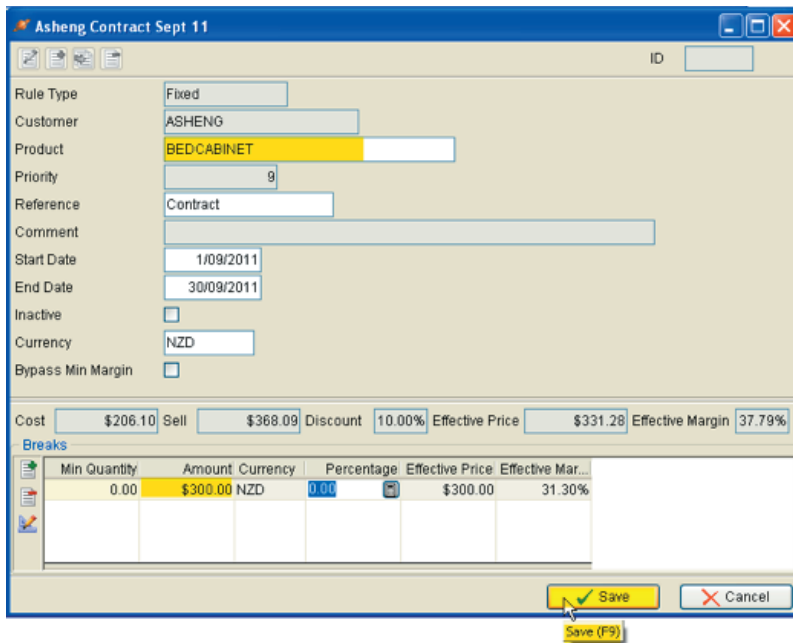 Asheng Contract Sept 11
ID
Rule Type Fixed
Customer ASHENG
Product BEDCABINET
Priority 9
Reference Contract
Comment
Start Date 1/09/2011
End Date 30/09/2011
Inactive
Currency NZD
Bypass Min Margin
Cost $206.10 Sell $368.09 Discount 10.00% Effective Price $331.28 Effective Margin 37.79%
Breaks
Min Quantity Amount Currency Percentage Effective Price Effective Mar...
0.00 $300.00 NZD 0.00 $300.00 31.30%
Save Cancel
Save (F9)